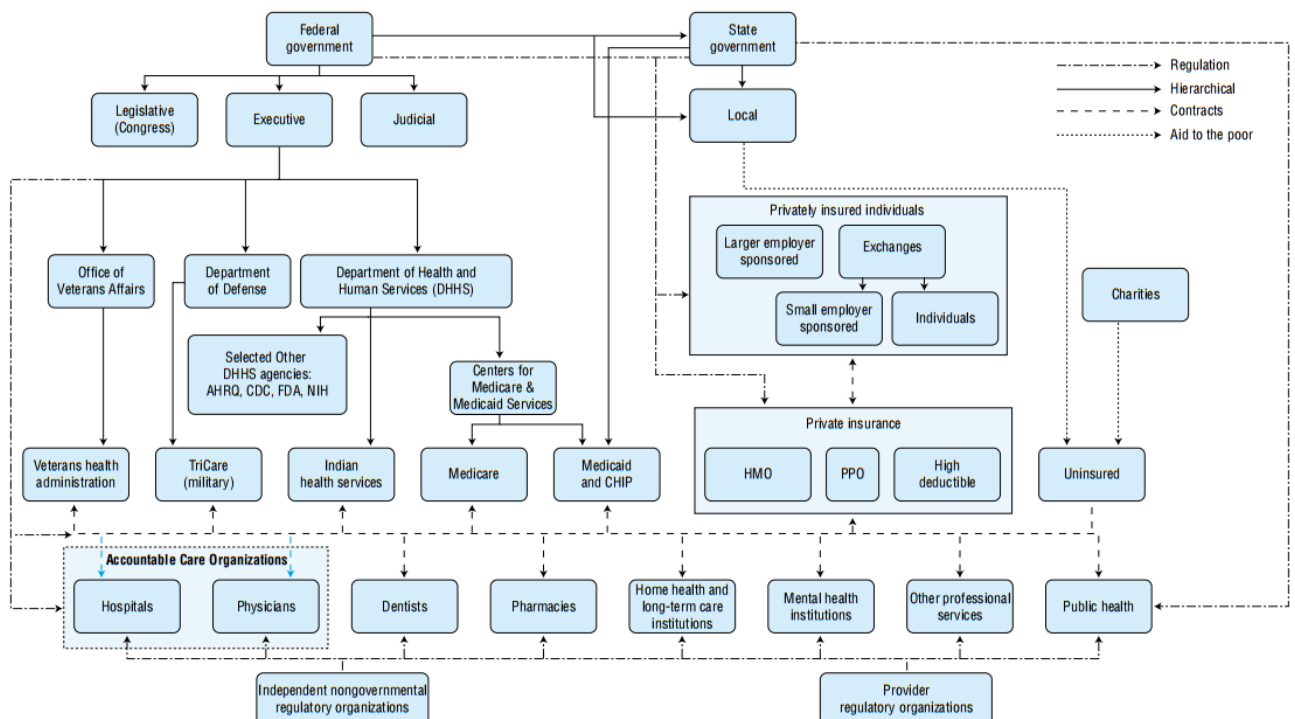 Federal
government
State
government
Regulation
Hierarchical
Contracts
Aid to the poor
Legislative
(Congress)
Executive
Judicial
Local
Privately insured individuals
Larger employer
sponsored
Exchanges
Small employer
sponsored
Individuals
Office of
Veterans Affairs
Department
of Defense
Department of Health and
Human Services (DHHS)
Charities
Selected Other
DHHS agencies:
AHRQ, CDC, FDA, NIH
Centers for
Medicare &
Medicaid Services
Private insurance
HMO
PPO
High
deductible
Veterans health
administration
TriCare
(military)
Indian
health services
Medicare
Medicaid
and CHIP
Uninsured
Accountable Care Organizations
Hospitals
Physicians
Dentists
Pharmacies
Home health and
long-term care
institutions
Mental health
institutions
Other professional
services
Public health
Independent nongovernmental
regulatory organizations
Provider
regulatory organizations